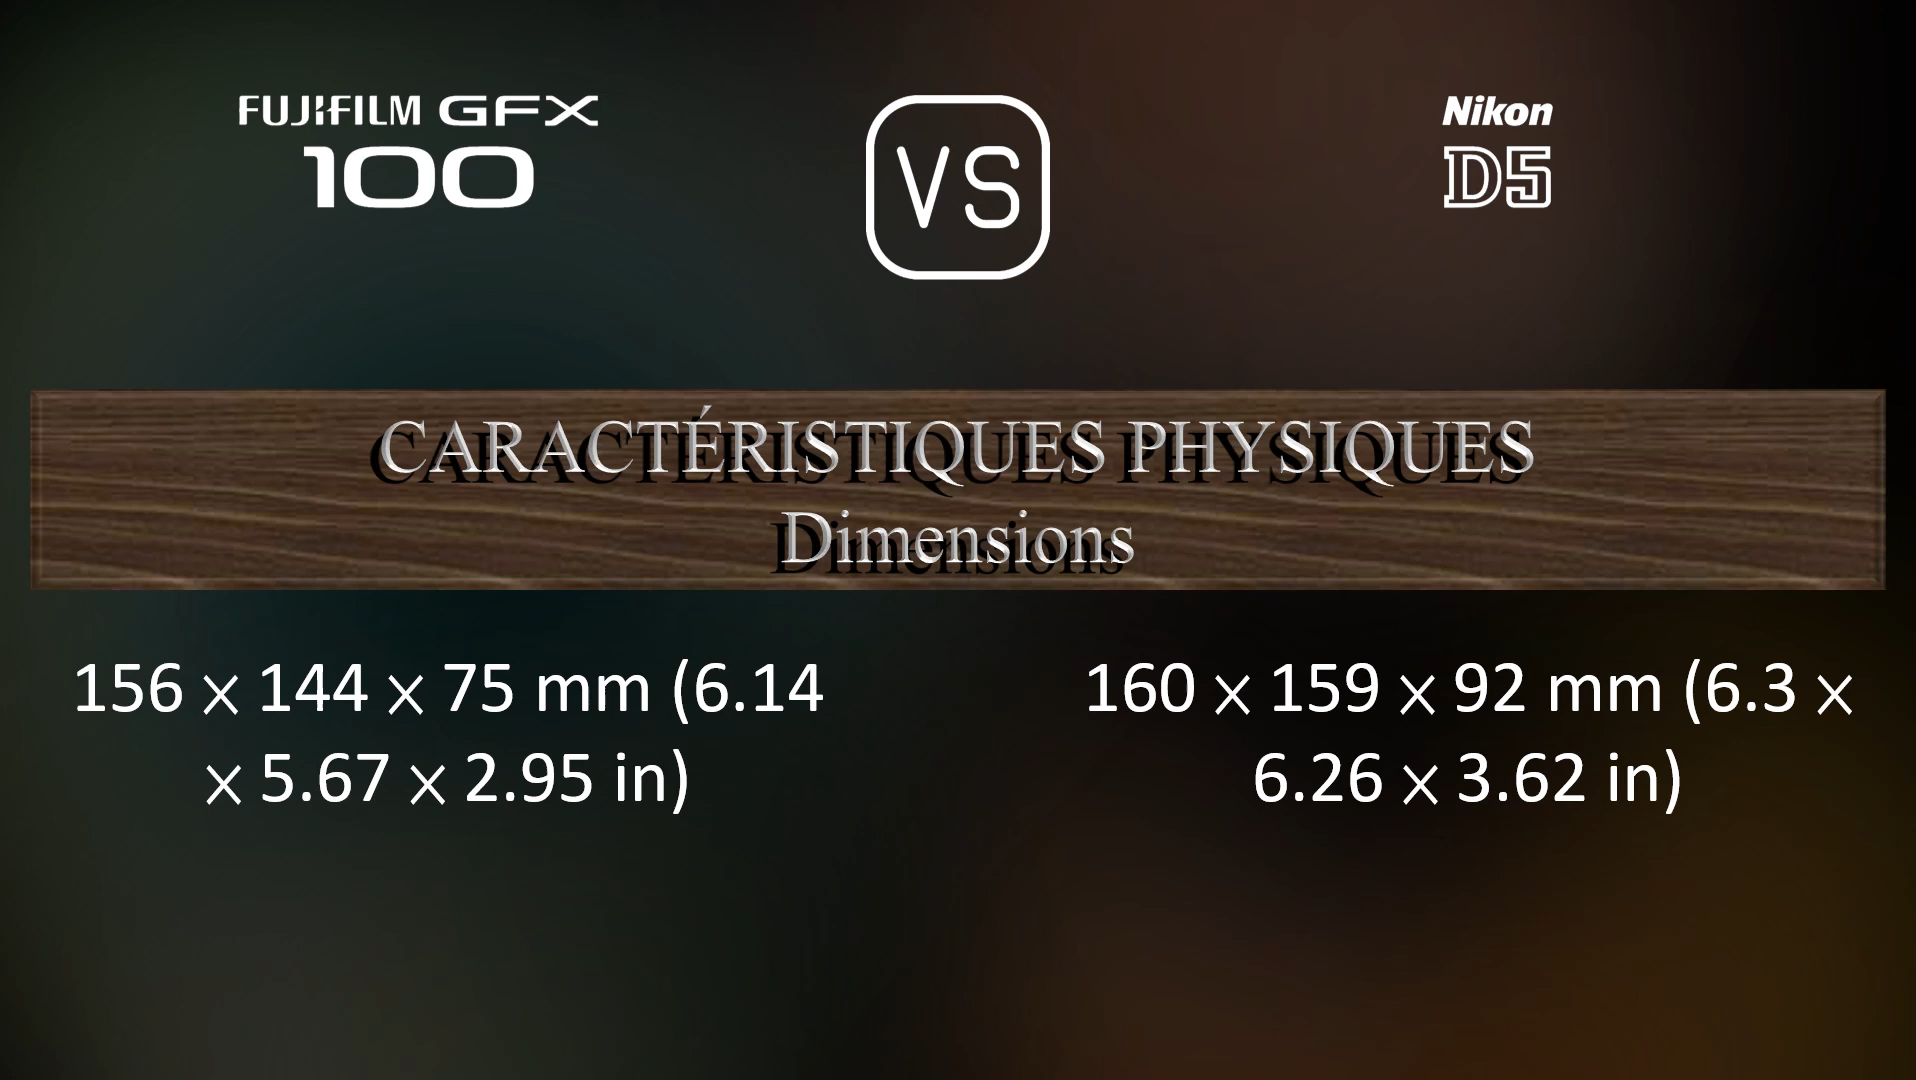 FUJIFILM GFX
100
VS
Nikon
D5
CARACTÉRISTIQUES PHYSIQUES
Dimensions
156 x 144 x 75 mm (6.14
x 5.67 x 2.95 in)
160 x 159 x 92 mm (6.3 x
6.26 x 3.62 in)